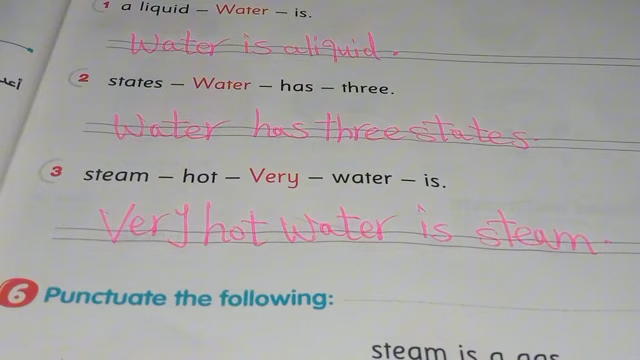 1 a liquid – Water – is.
Water is a liquid.
2 states – Water – has – three.
Water has three states.
3 steam – hot – Very – water – is.
Very hot water is steam.
6 Punctuate the following:
steam is a gas